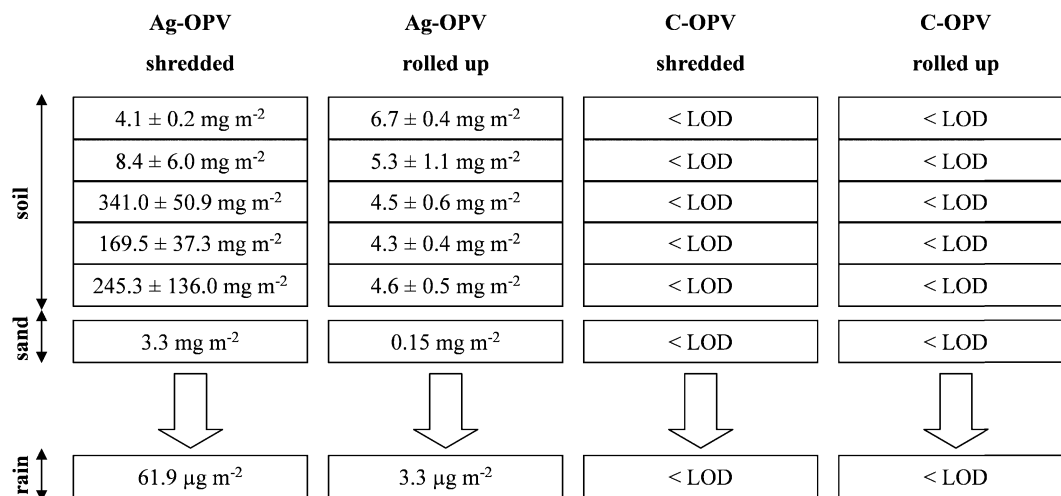 Ag-OPV Ag-OPV C-OPV C-OPV
shredded rolled up shredded rolled up
soil
4.1 ± 0.2 mg m⁻² 6.7 ± 0.4 mg m⁻² < LOD < LOD
8.4 ± 6.0 mg m⁻² 5.3 ± 1.1 mg m⁻² < LOD < LOD
341.0 ± 50.9 mg m⁻² 4.5 ± 0.6 mg m⁻² < LOD < LOD
169.5 ± 37.3 mg m⁻² 4.3 ± 0.4 mg m⁻² < LOD < LOD
245.3 ± 136.0 mg m⁻² 4.6 ± 0.5 mg m⁻² < LOD < LOD
sand
3.3 mg m⁻² 0.15 mg m⁻² < LOD < LOD
rain
61.9 µg m⁻² 3.3 µg m⁻² < LOD < LOD